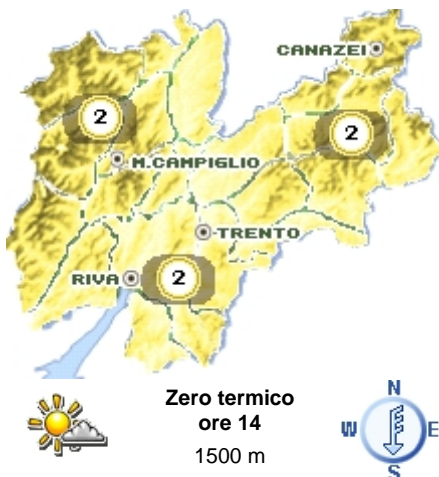 CANAZEI
2
2
M.CAMPIGLIO
TRENTO
RIVA
2
Zero termico
ore 14
1500 m
N
W E
S